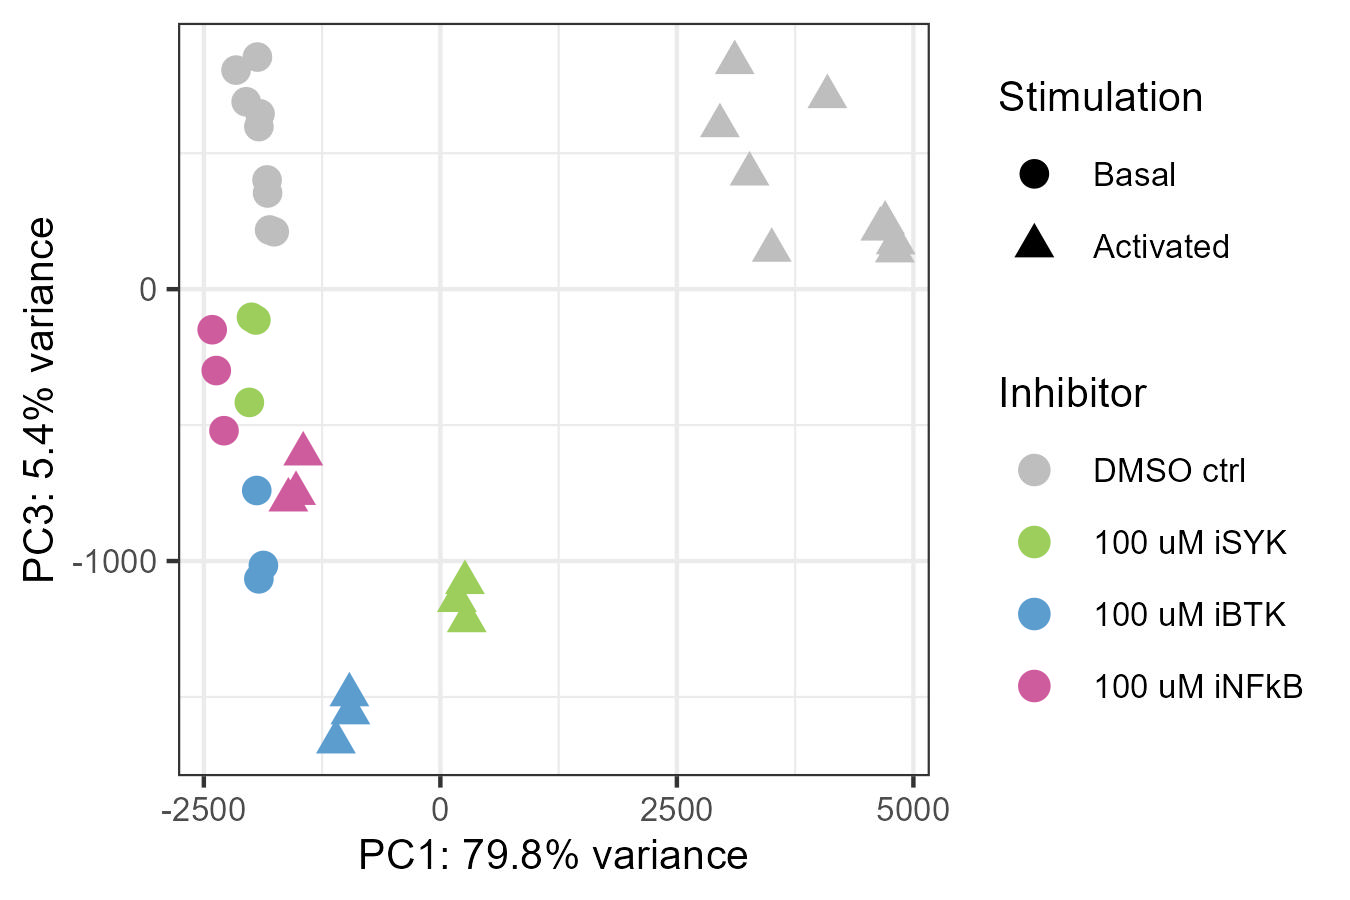 PC3: 5.4% variance
0
-1000
-2500
0
2500
5000
PC1: 79.8% variance
Stimulation
Basal
Activated
Inhibitor
DMSO ctrl
100 uM iSYK
100 uM iBTK
100 uM iNFkB